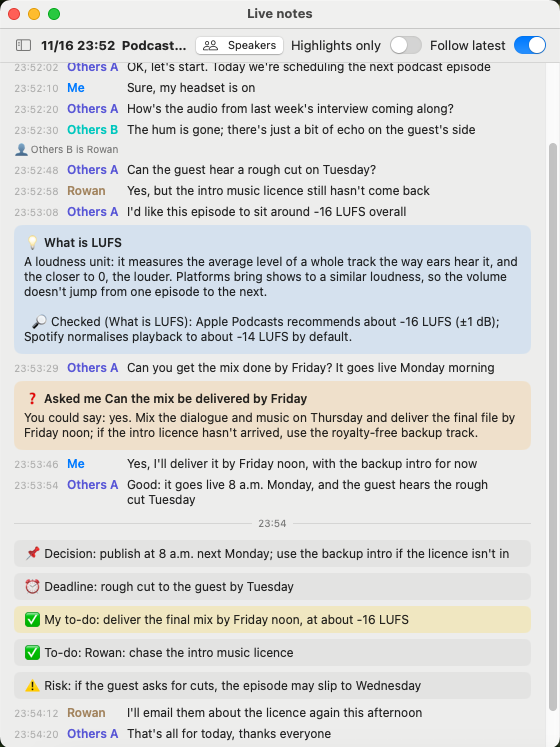 Live notes
11/16 23:52 Podcast... Speakers Highlights only Follow latest
23:52:02 Others A OK, let's start. Today we're scheduling the next podcast episode
23:52:10 Me Sure, my headset is on
23:52:20 Others A How's the audio from last week's interview coming along?
23:52:30 Others B The hum is gone; there's just a bit of echo on the guest's side
Others B is Rowan
23:52:48 Others A Can the guest hear a rough cut on Tuesday?
23:52:58 Rowan Yes, but the intro music licence still hasn't come back
23:53:08 Others A I'd like this episode to sit around -16 LUFS overall
What is LUFS
A loudness unit: it measures the average level of a whole track the way ears hear it, and
the closer to 0, the louder. Platforms bring shows to a similar loudness, so the volume
doesn't jump from one episode to the next.
Checked (What is LUFS): Apple Podcasts recommends about -16 LUFS (±1 dB);
Spotify normalises playback to about -14 LUFS by default.
23:53:29 Others A Can you get the mix done by Friday? It goes live Monday morning
Asked me Can the mix be delivered by Friday
You could say: yes. Mix the dialogue and music on Thursday and deliver the final file by
Friday noon; if the intro licence hasn't arrived, use the royalty-free backup track.
23:53:46 Me Yes, I'll deliver it by Friday noon, with the backup intro for now
23:53:54 Others A Good: it goes live 8 a.m. Monday, and the guest hears the rough
cut Tuesday
23:54
Decision: publish at 8 a.m. next Monday; use the backup intro if the licence isn't in
Deadline: rough cut to the guest by Tuesday
My to-do: deliver the final mix by Friday noon, at about -16 LUFS
To-do: Rowan: chase the intro music licence
Risk: if the guest asks for cuts, the episode may slip to Wednesday
23:54:12 Rowan I'll email them about the licence again this afternoon
23:54:20 Others A That's all for today, thanks everyone